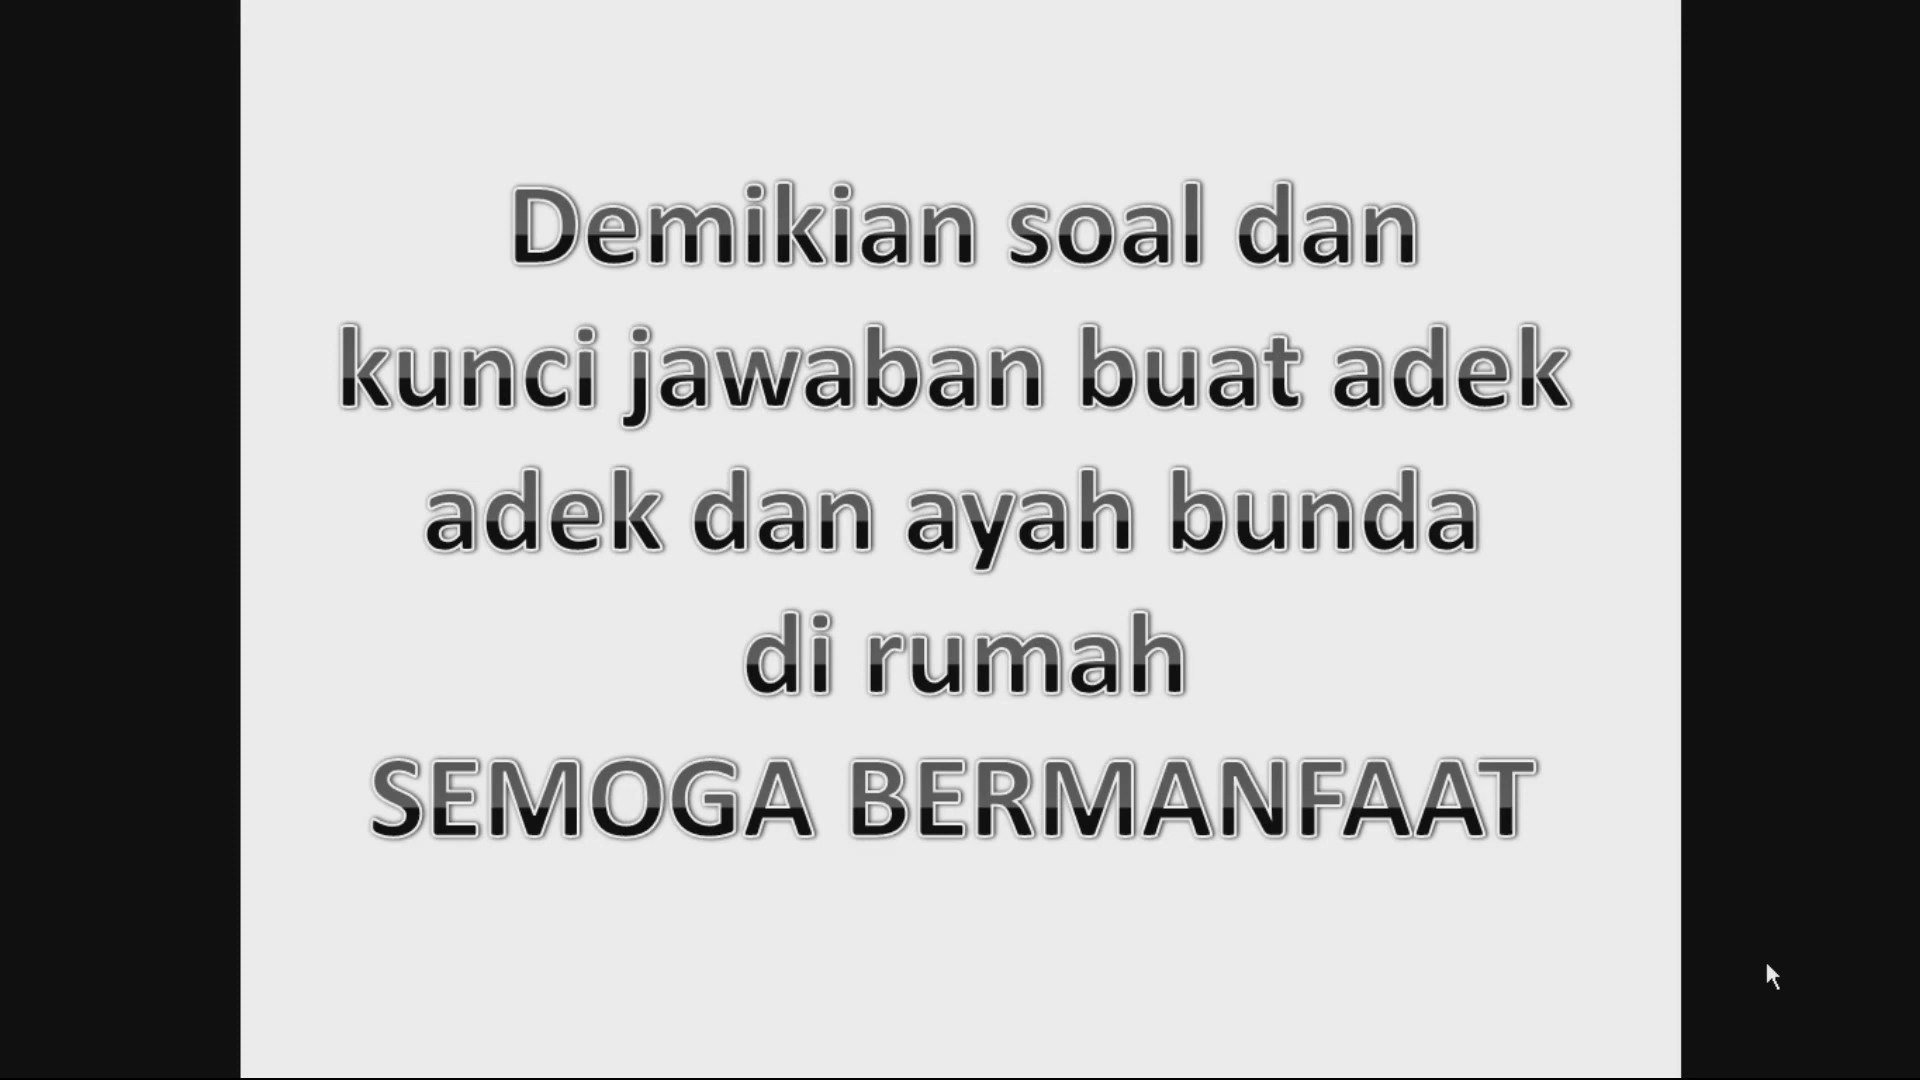 Demikian soal dan
kunci jawaban buat adek
adek dan ayah bunda
di rumah
SEMOGA BERMANFAAT